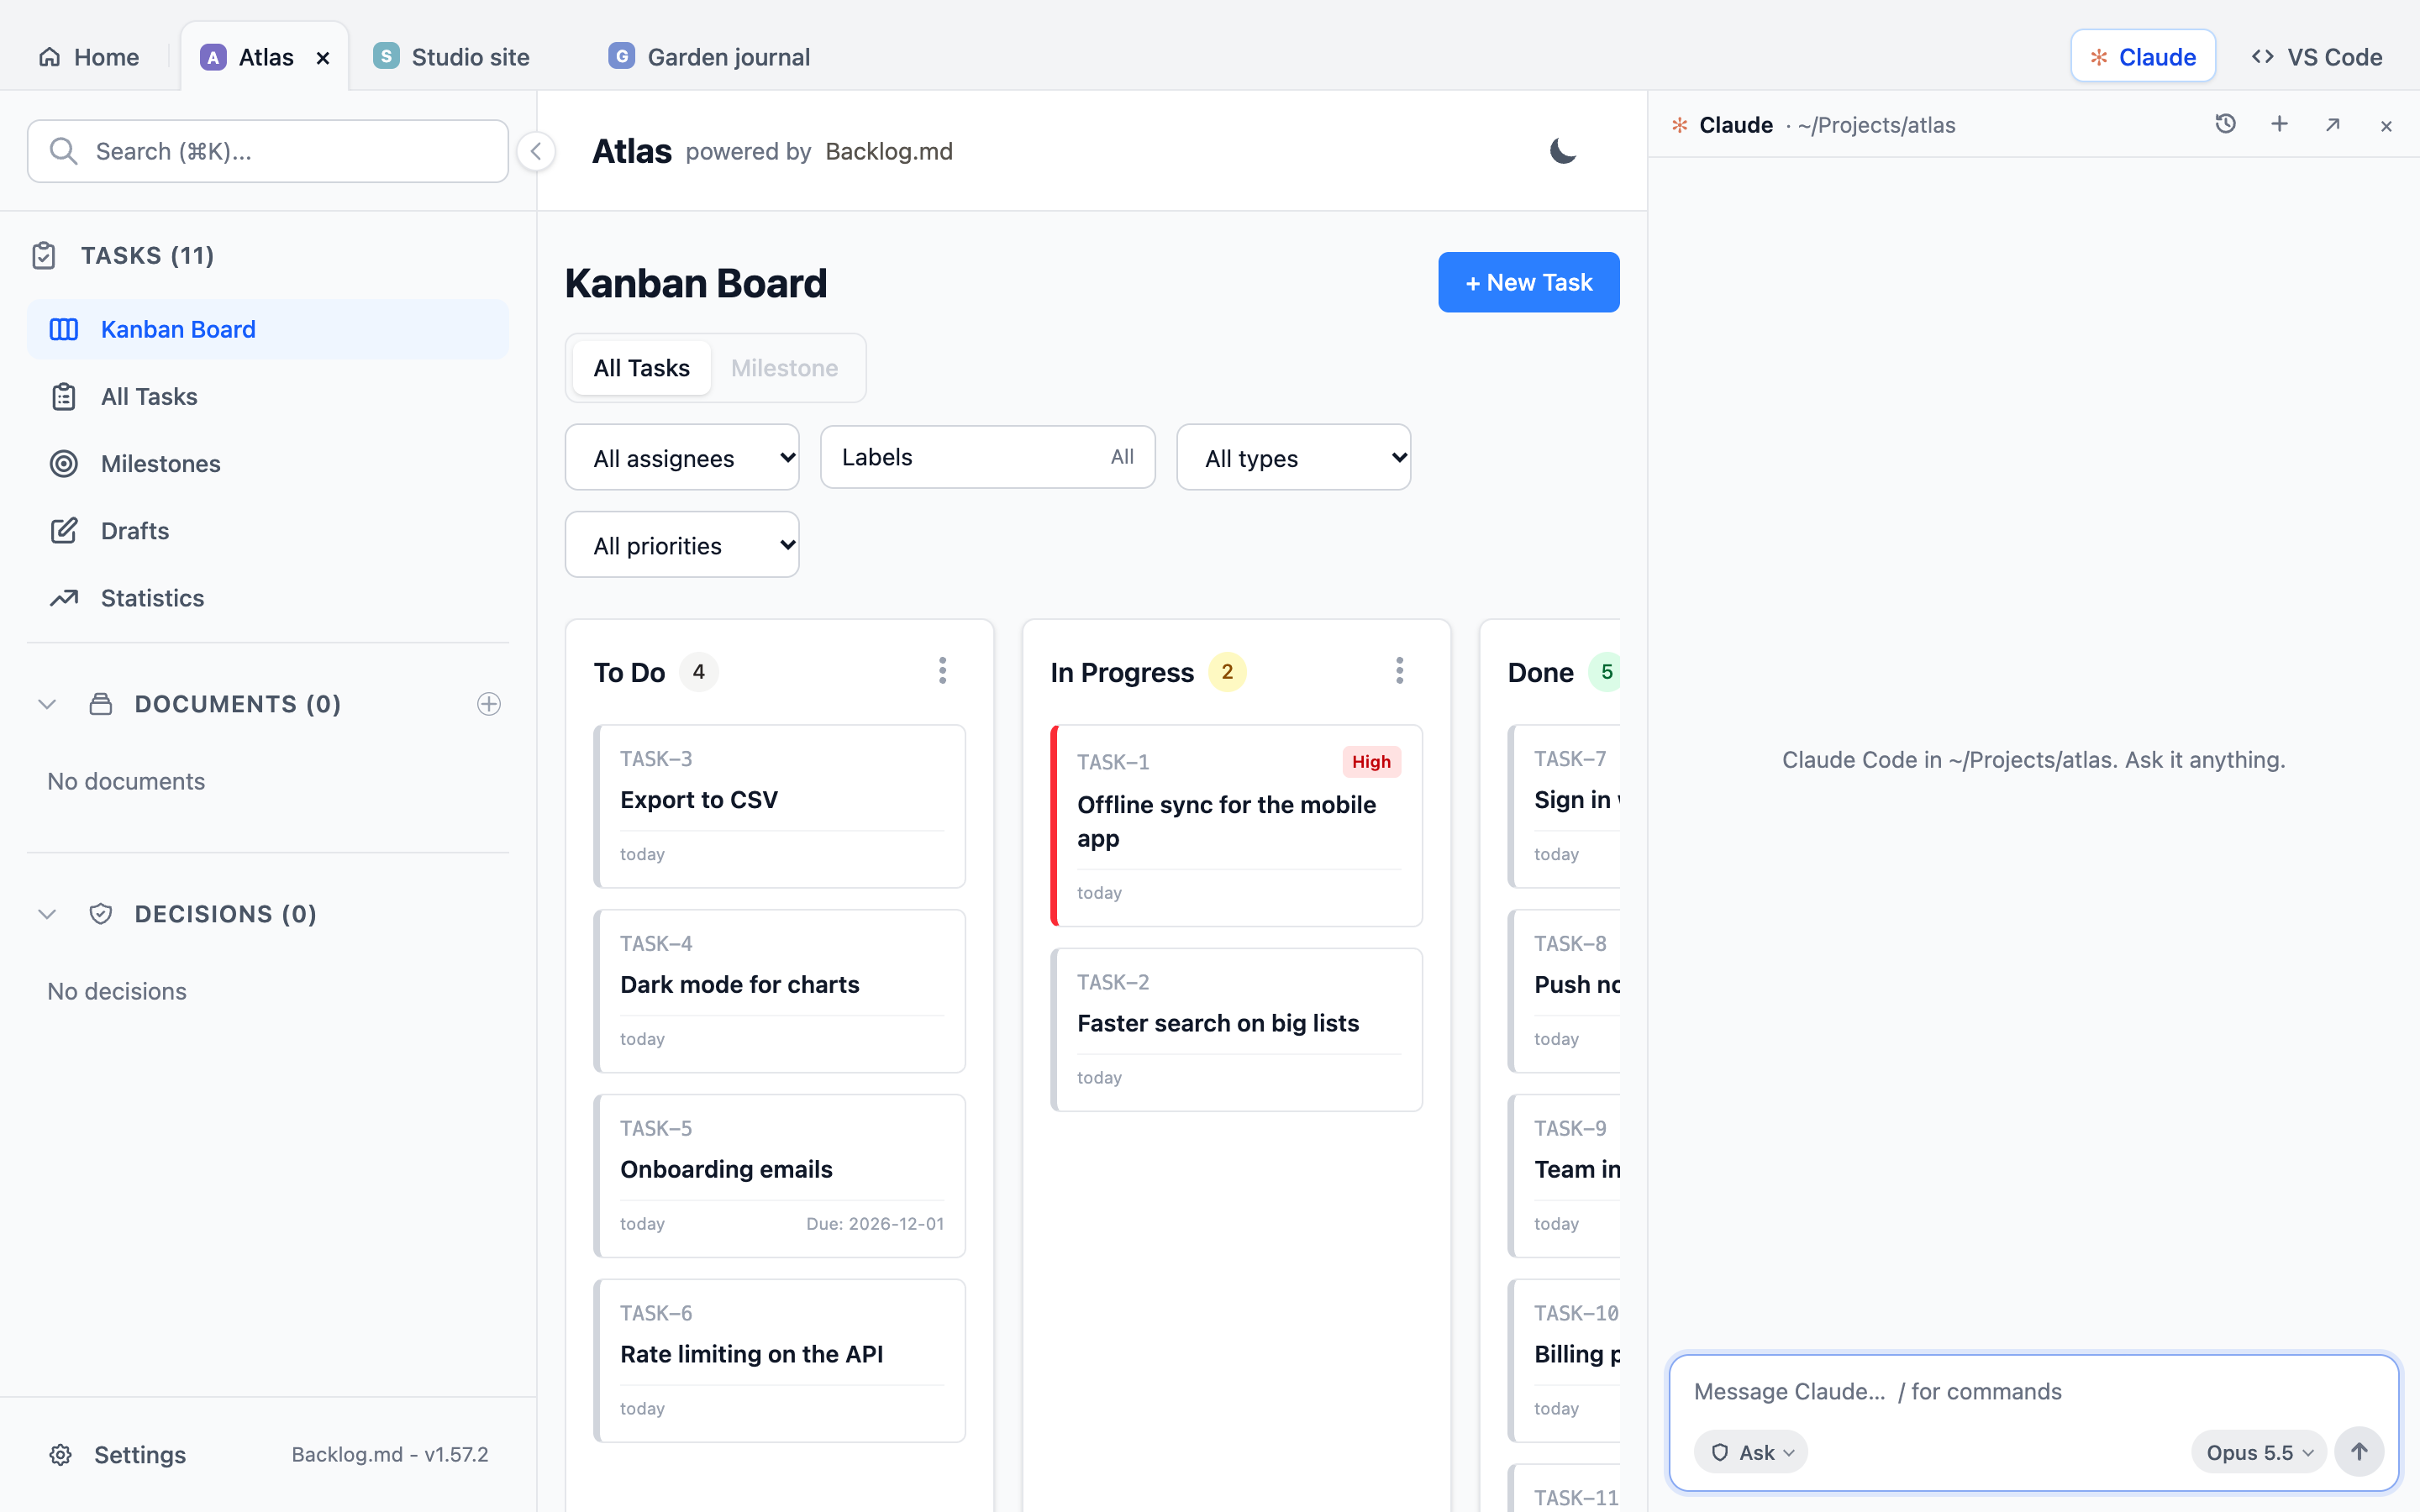 Home
A Atlas ×
S Studio site
G Garden journal
Claude
VS Code
Search (⌘K)...
TASKS (11)
Kanban Board
All Tasks
Milestones
Drafts
Statistics
DOCUMENTS (0)
No documents
DECISIONS (0)
No decisions
Settings
Backlog.md - v1.57.2
Atlas powered by Backlog.md
Kanban Board
+ New Task
All Tasks
Milestone
All assignees
Labels All
All types
All priorities
To Do 4
TASK-3
Export to CSV
today
TASK-4
Dark mode for charts
today
TASK-5
Onboarding emails
today Due: 2026-12-01
TASK-6
Rate limiting on the API
today
In Progress 2
TASK-1 High
Offline sync for the mobile
app
today
TASK-2
Faster search on big lists
today
Done 5
TASK-7
Sign in
today
TASK-8
Push
today
TASK-9
Team
today
TASK-10
Billing
today
TASK-11
Claude · ~/Projects/atlas
Claude Code in ~/Projects/atlas. Ask it anything.
Message Claude... / for commands
Ask
Opus 5.5